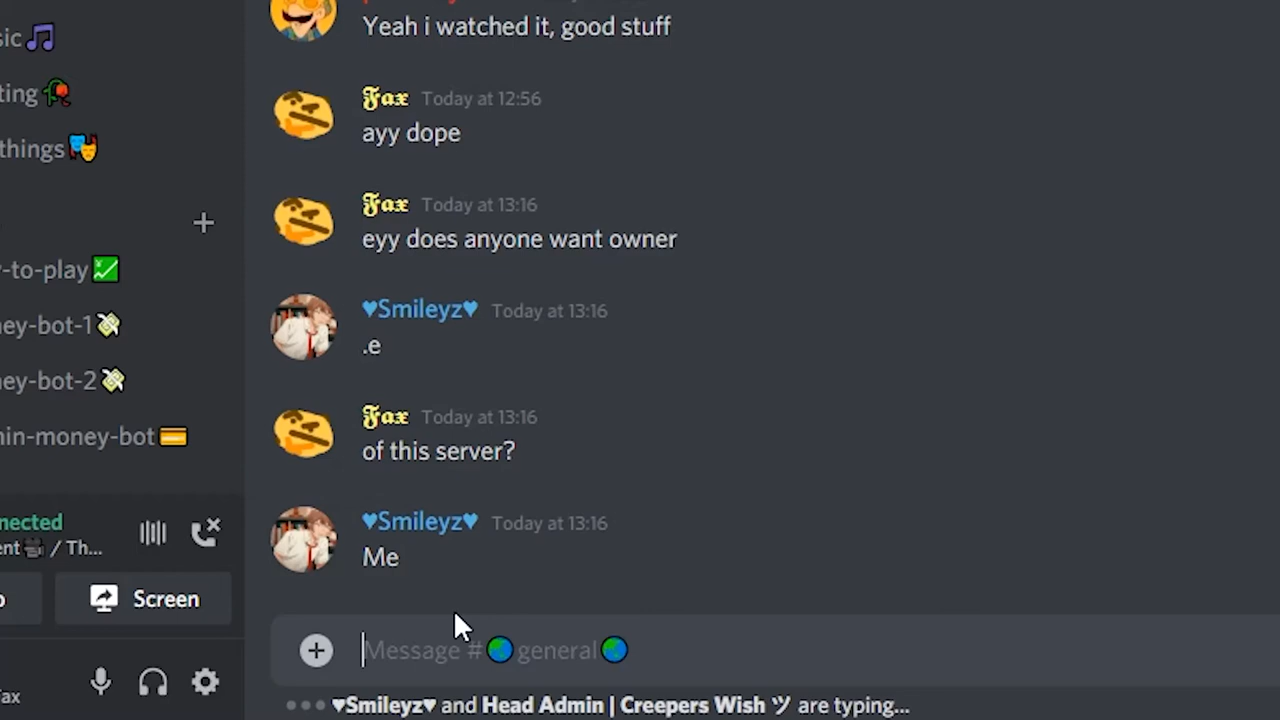 Yeah i watched it, good stuff
𝕱𝖆𝖝 Today at 12:56
ayy dope
𝕱𝖆𝖝 Today at 13:16
eyy does anyone want owner
♥Smileyz♥ Today at 13:16
.e
𝕱𝖆𝖝 Today at 13:16
of this server?
♥Smileyz♥ Today at 13:16
Me
Message #🌏general🌏
♥Smileyz♥ and Head Admin | Creepers Wish ツ are typing...
sic🎵
ting🥀
things🎭
-to-play💹
ey-bot-1💸
ey-bot-2💸
in-money-bot💳
nected
ent🎥 / Th...
Screen
ax